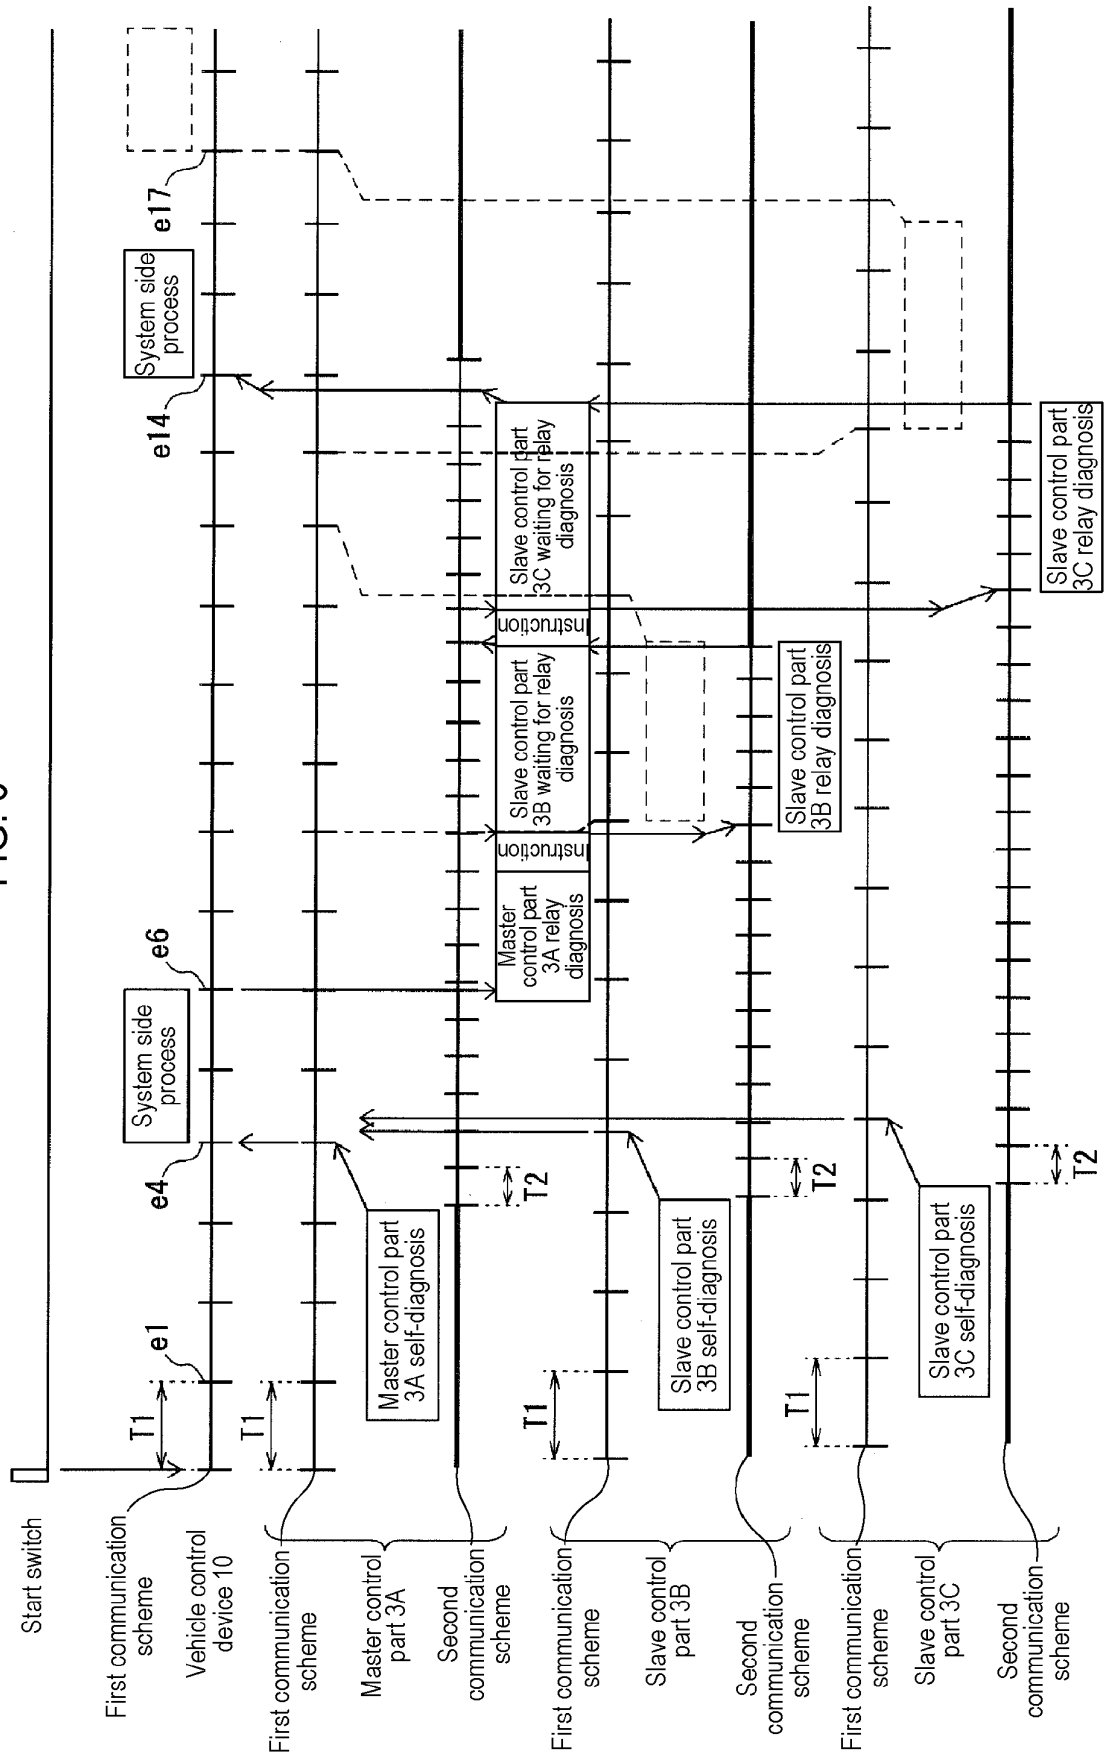 FIG.
Start switch
First communication
scheme
Vehicle control
device 10
T1
e1
e4
System side
process
e6
e14
System side
process
e17
First communication
scheme
T1
Master control
part 3A
Master control part
3A self-diagnosis
Second
communication
scheme
T2
Master
control part
3A relay
diagnosis
Instruction
Slave control part
3B waiting for relay
diagnosis
Instruction
Slave control part
3C waiting for relay
diagnosis
First communication
scheme
T1
Slave control
part 3B
Slave control part
3B self-diagnosis
Second
communication
scheme
T2
Slave control part
3B relay diagnosis
First communication
scheme
T1
Slave control
part 3C
Slave control part
3C self-diagnosis
Second
communication
scheme
T2
Slave control part
3C relay diagnosis